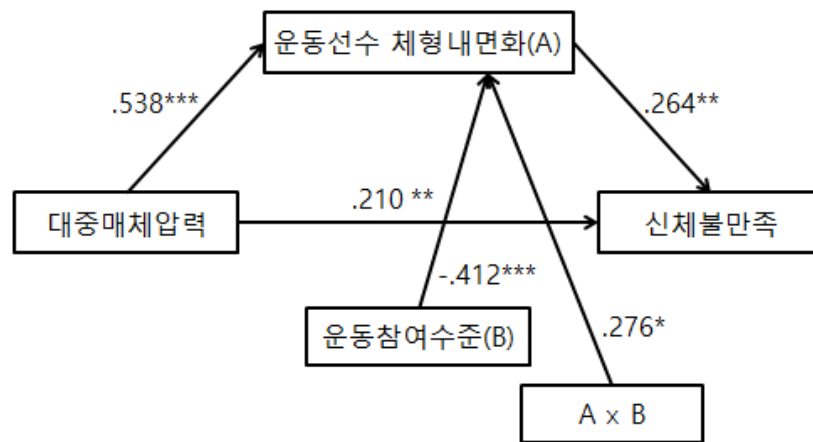 운동선수 체형내면화(A)
.538***
.264**
대중매체압력
.210 **
신체불만족
-.412***
운동참여수준(B)
.276*
A x B